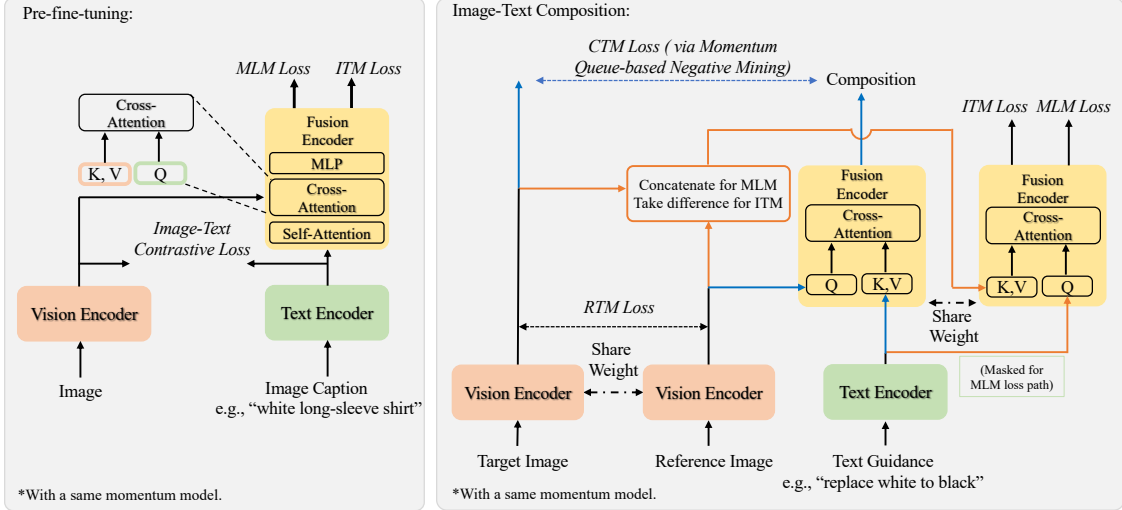 Pre-fine-tuning:
MLM Loss
ITM Loss
Cross-
Attention
K, V
Q
Fusion
Encoder
MLP
Cross-
Attention
Self-Attention
Image-Text
Contrastive Loss
Vision Encoder
Text Encoder
Image
Image Caption
e.g., “white long-sleeve shirt”
*With a same momentum model.
Image-Text Composition:
CTM Loss ( via Momentum
Queue-based Negative Mining)
Composition
ITM Loss
MLM Loss
Concatenate for MLM
Take difference for ITM
Fusion
Encoder
Cross-
Attention
Q
K,V
Fusion
Encoder
Cross-
Attention
K,V
Q
RTM Loss
Share
Weight
Share
Weight
(Masked for
MLM loss path)
Vision Encoder
Vision Encoder
Text Encoder
Target Image
Reference Image
Text Guidance
e.g., “replace white to black”
*With a same momentum model.